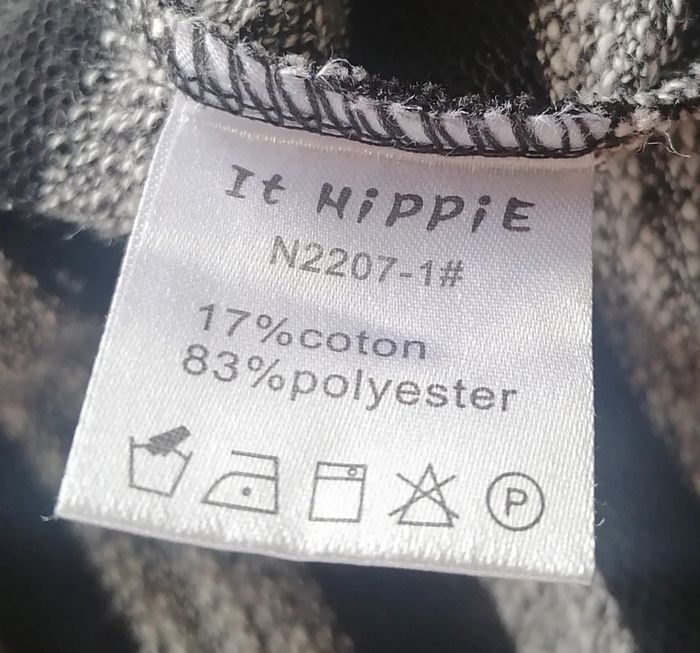 It HiPPiE
N2207-1#
17%coton
83%polyester
P